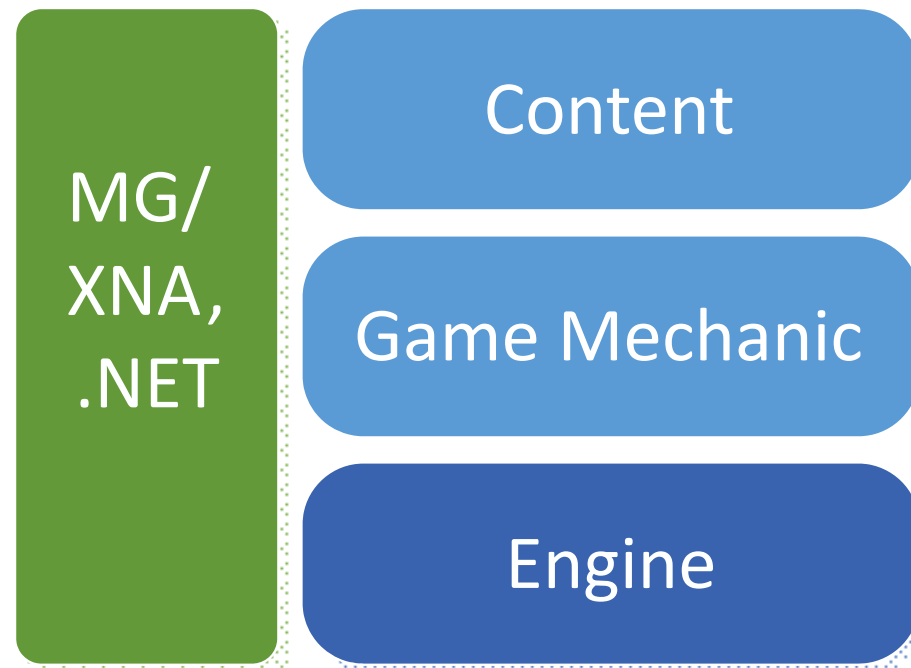 MG/
XNA,
.NET
Content
Game Mechanic
Engine